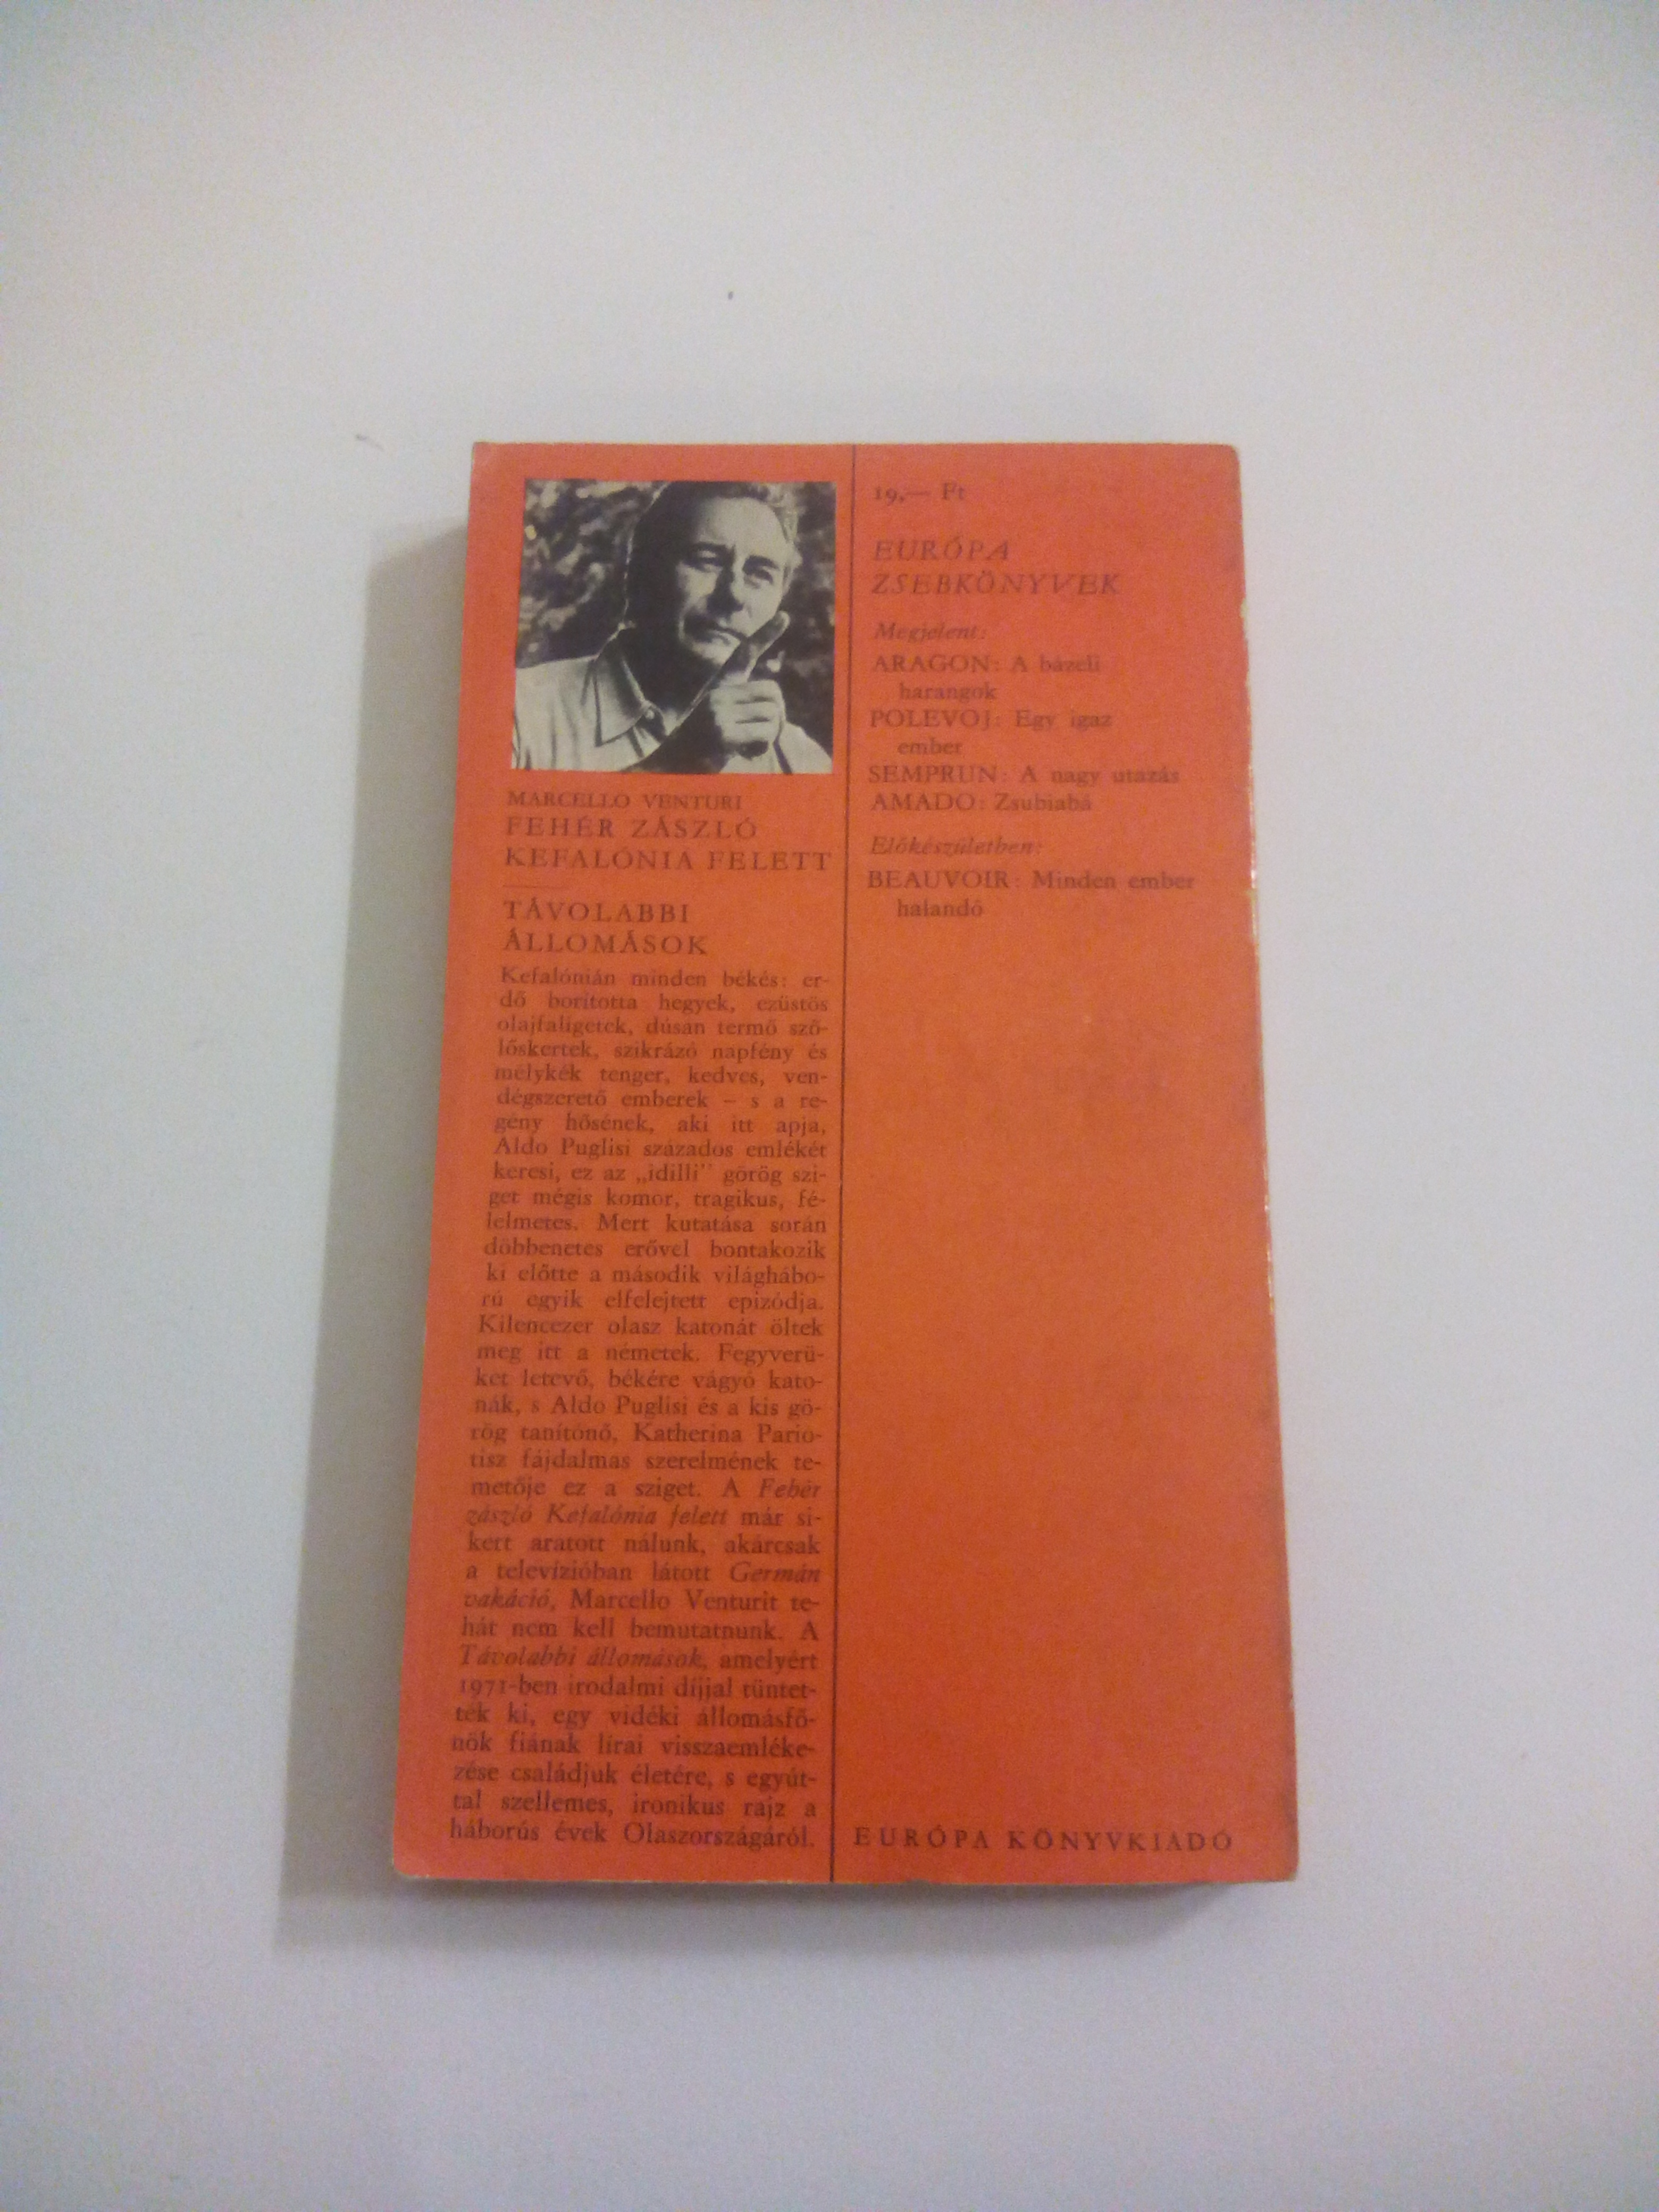 MARCELLO VENTURI
FEHÉR ZÁSZLÓ
KEFALÓNIA FELETT
TÁVOLABBI
ÁLLOMÁSOK
Kefalónián minden békés: er-
dő borította hegyek, ezüstös
olajfaligetek, dúsan termő sző-
lőskertek, szikrázó napfény és
mélykék tenger, kedves, ven-
dégszerető emberek – s a re-
gény hősének, aki itt apja,
Aldo Puglisi százados emlékét
keresi, ez az „idilli” görög szi-
get mégis komor, tragikus, fé-
lelmetes. Mert kutatása során
döbbenetes erővel bontakozik
ki előtte a második világhábo-
rú egyik elfelejtett epizódja.
Kilencezer olasz katonát öltek
meg itt a németek. Fegyverü-
ket letevő, békére vágyó kato-
nák, s Aldo Puglisi és a kis gö-
rög tanítónő, Katherina Pario-
tisz fájdalmas szerelmének te-
metője ez a sziget. A Fehér
zászló Kefalónia felett már si-
kert aratott nálunk, akárcsak
a televízióban látott Germán
vakáció, Marcello Venturit te-
hát nem kell bemutatnunk. A
Távolabbi állomások, amelyért
1971-ben irodalmi díjjal tüntet-
ték ki, egy vidéki állomásfő-
nök fiának lírai visszaemléke-
zése családjuk életére, s egyút-
tal szellemes, ironikus rajz a
háborús évek Olaszországáról.
19,— Ft
EURÓPA
ZSEBKÖNYVEK
Megjelent:
ARAGON: A bázeli
harangok
POLEVOJ: Egy igaz
ember
SEMPRUN: A nagy utazás
AMADO: Zsubiabá
Előkészületben:
BEAUVOIR: Minden ember
halandó
EURÓPA KÖNYVKIADÓ